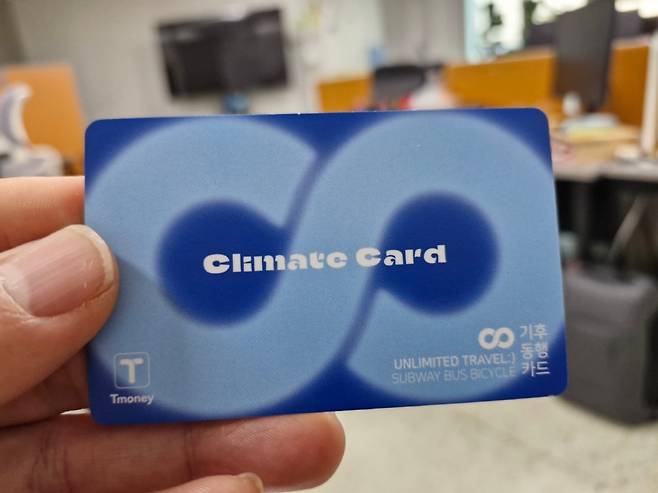 Climate Card
T
Tmoney
기후
동행
카드
UNLIMITED TRAVEL:)
SUBWAY BUS BICYCLE